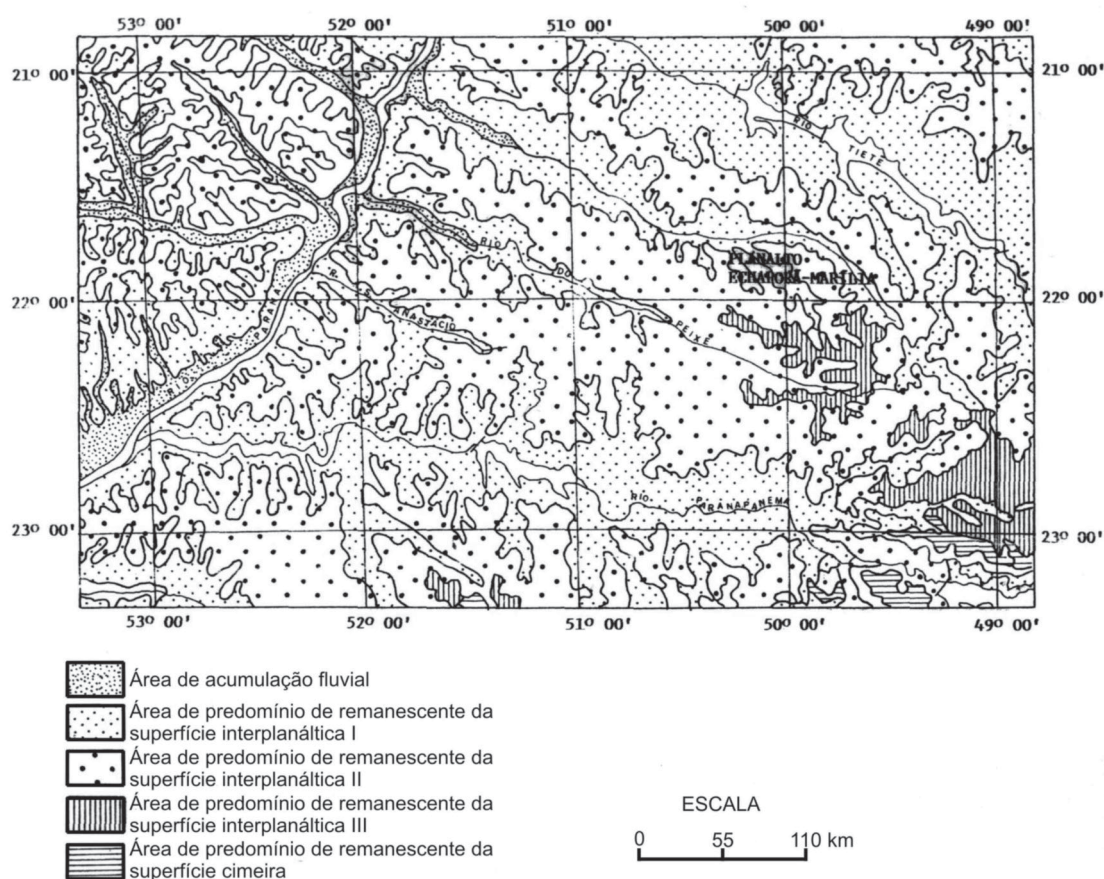 53º 00' 52º 00' 51º 00' 50º 00' 49º 00'
21º 00' 21º 00'
RIO
TIETÊ
PLANALTO
ECHAPORÃ-MARÍLIA
RIO
DO
PEIXE
22º 00' 22º 00'
R.
ANASTÁCIO
PARANÁ
RIO PARANAPANEMA
23º 00' 23º 00'
53º 00' 52º 00' 51º 00' 50º 00' 49º 00'
Área de acumulação fluvial
Área de predomínio de remanescente da
superfície interplanáltica I
Área de predomínio de remanescente da
superfície interplanáltica II
Área de predomínio de remanescente da
superfície interplanáltica III
Área de predomínio de remanescente da
superfície cimeira
ESCALA
0 55 110 km